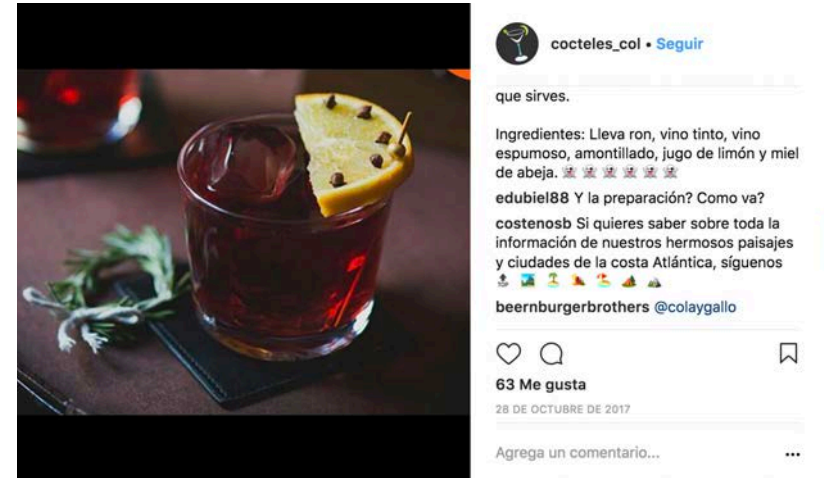 cocteles_col • Seguir
que sirves.
Ingredientes: Lleva ron, vino tinto, vino
espumoso, amontillado, jugo de limón y miel
de abeja.
edubiel88 Y la preparación? Como va?
costenosb Si quieres saber sobre toda la
información de nuestros hermosos paisajes
y ciudades de la costa Atlántica, síguenos
beernburgerbrothers @colaygallo
63 Me gusta
28 DE OCTUBRE DE 2017
Agrega un comentario...